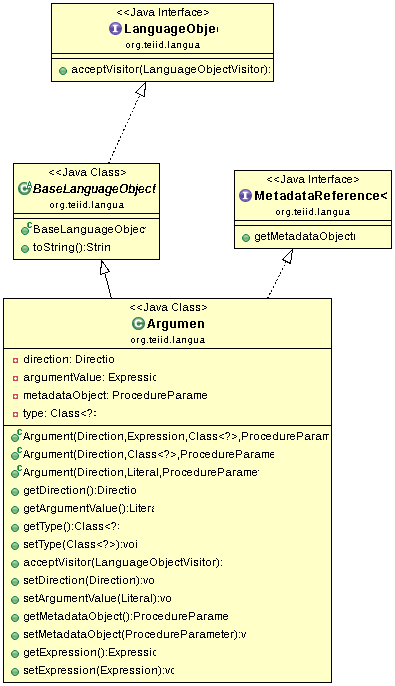 <<Java Interface>>
LanguageObje
org.teiid.langua
acceptVisitor(LanguageObjectVisitor):
<<Java Class>>
BaseLanguageObject
org.teiid.langua
BaseLanguageObjec
toString():Strin
<<Java Interface>>
MetadataReference<
org.teiid.langua
getMetadataObject(
<<Java Class>>
Argumen
org.teiid.langua
direction: Directio
argumentValue: Expressio
metadataObject: ProcedureParame
type: Class<?>
Argument(Direction,Expression,Class<?>,ProcedureParam
Argument(Direction,Class<?>,ProcedureParame
Argument(Direction,Literal,ProcedureParamet
getDirection():Directio
getArgumentValue():Litera
getType():Class<?>
setType(Class<?>):voi
acceptVisitor(LanguageObjectVisitor):
setDirection(Direction):vo
setArgumentValue(Literal):vo
getMetadataObject():ProcedureParame
setMetadataObject(ProcedureParameter):v
getExpression():Expressio
setExpression(Expression):vo